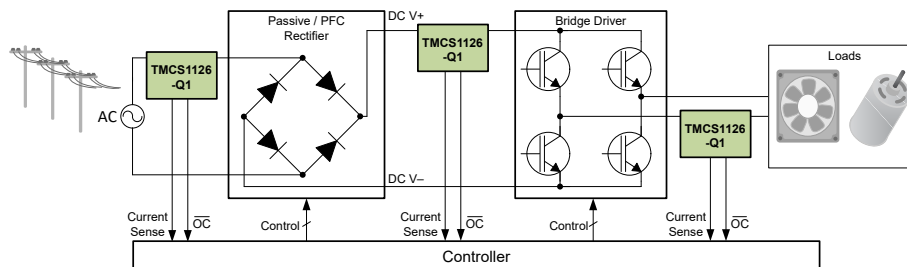 Passive / PFC
Rectifier
DC V+
Bridge Driver
TMCS1126
-Q1
TMCS1126
-Q1
Loads
AC
TMCS1126
-Q1
DC V–
Current
Sense
OC
Control
Current
Sense
OC
Control
Current
Sense
OC
Controller